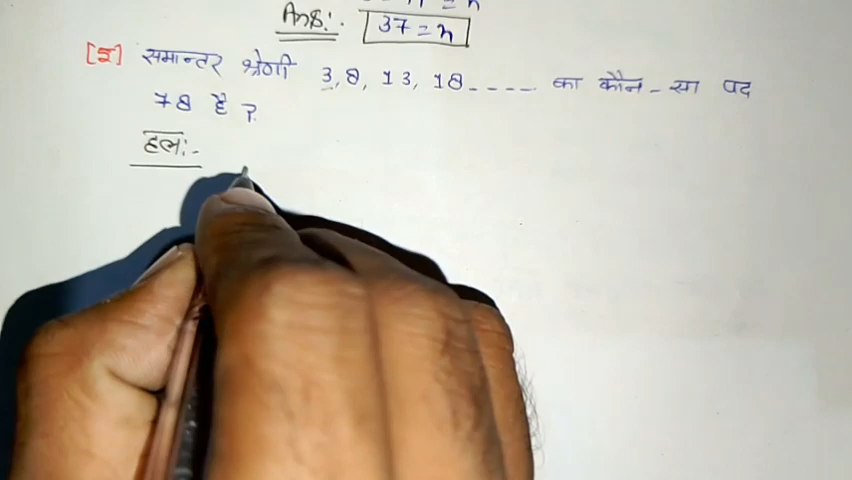 Ans:. 37 = n
[5] समान्तर श्रेणी 3, 8, 13, 18---- का कौन-सा पद
78 है ?
हल:-